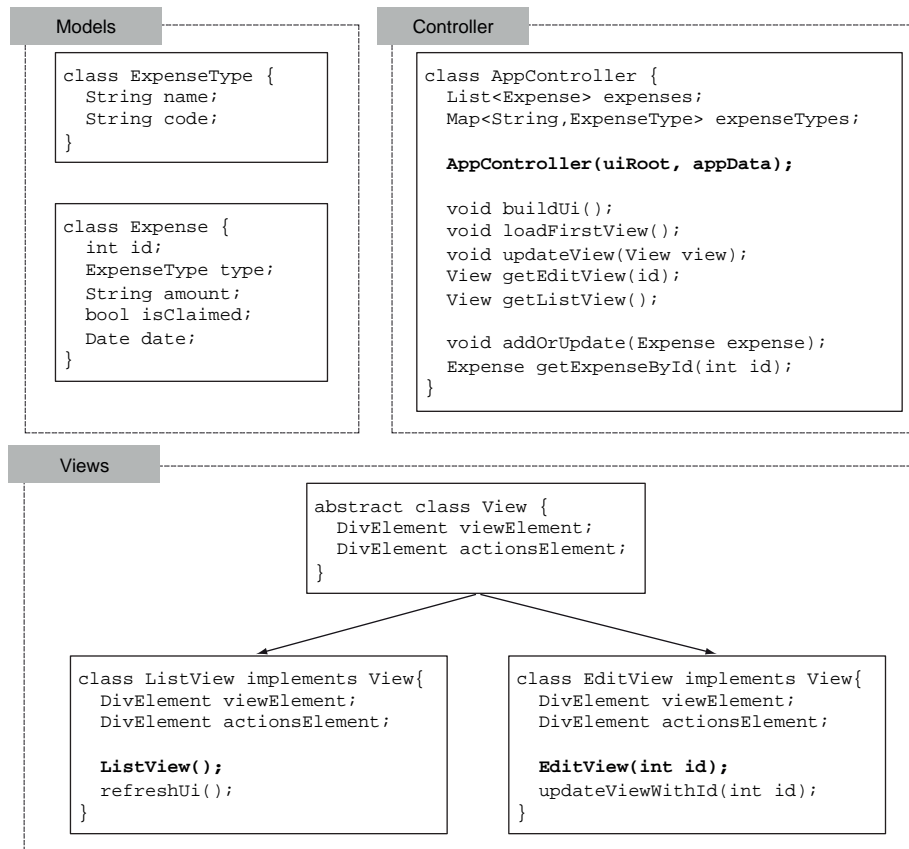 Models
class ExpenseType {
String name;
String code;
}
class Expense {
int id;
ExpenseType type;
String amount;
bool isClaimed;
Date date;
}
Controller
class AppController {
List<Expense> expenses;
Map<String,ExpenseType> expenseTypes;
AppController(uiRoot, appData);
void buildUi();
void loadFirstView();
void updateView(View view);
View getEditView(id);
View getListView();
void addOrUpdate(Expense expense);
Expense getExpenseById(int id);
}
Views
abstract class View {
DivElement viewElement;
DivElement actionsElement;
}
class ListView implements View{
DivElement viewElement;
DivElement actionsElement;
ListView();
refreshUi();
}
class EditView implements View{
DivElement viewElement;
DivElement actionsElement;
EditView(int id);
updateViewWithId(int id);
}